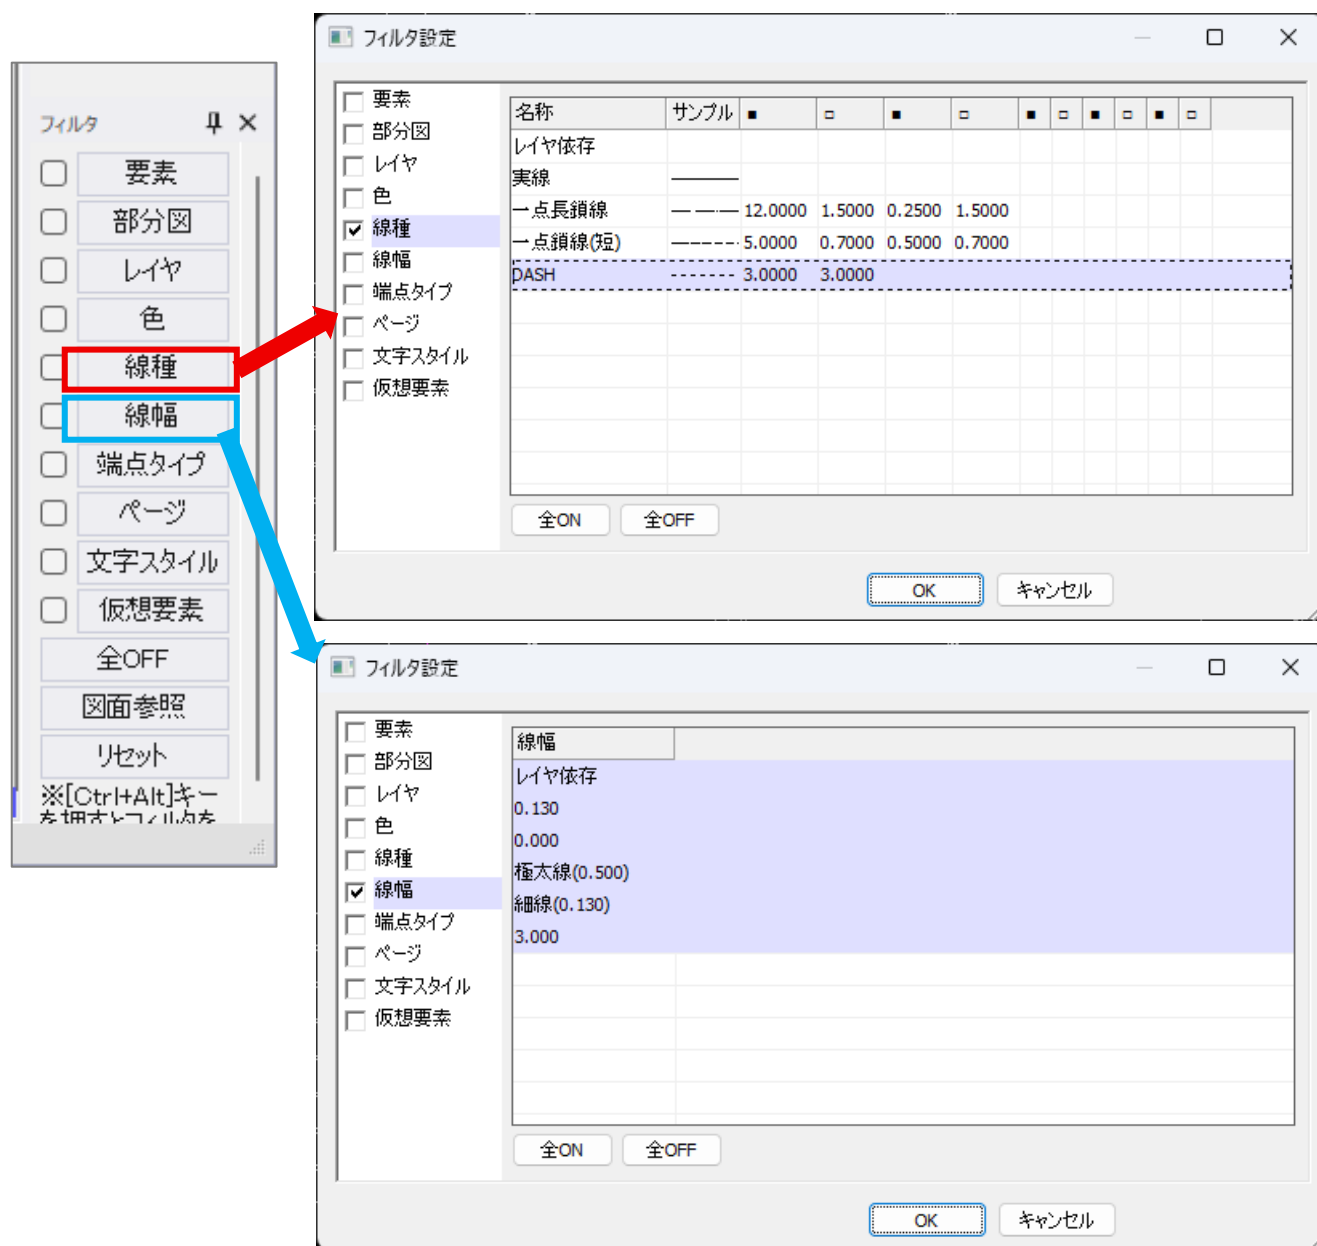 フィルタ
要素
部分図
レイヤ
色
線種
線幅
端点タイプ
ページ
文字スタイル
仮想要素
全OFF
図面参照
リセット
※[Ctrl+Alt]キー
を押すとフィルタを
フィルタ設定
要素
部分図
レイヤ
色
線種
線幅
端点タイプ
ページ
文字スタイル
仮想要素
名称 サンプル ■ □ ■ □ ■ □ ■ □ ■ □
レイヤ依存
実線
一点長鎖線 12.0000 1.5000 0.2500 1.5000
一点鎖線(短) 5.0000 0.7000 0.5000 0.7000
DASH 3.0000 3.0000
全ON 全OFF
OK キャンセル
フィルタ設定
要素
部分図
レイヤ
色
線種
線幅
端点タイプ
ページ
文字スタイル
仮想要素
線幅
レイヤ依存
0.130
0.000
極太線(0.500)
細線(0.130)
3.000
全ON 全OFF
OK キャンセル